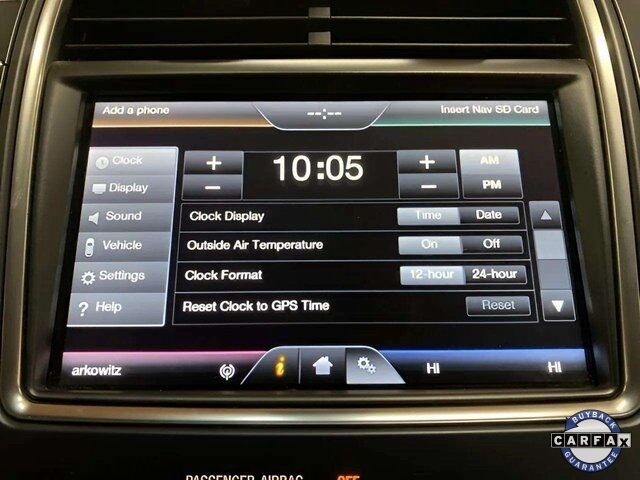 Add a phone --:-- Insert Nav SD Card
Clock + 10:05 + AM
Display − − PM
Sound Clock Display Time Date
Vehicle Outside Air Temperature On Off
Settings Clock Format 12-hour 24-hour
? Help Reset Clock to GPS Time Reset
arkowitz i HI HI
PASSENGER AIRBAG OFF
BUYBACK
CARFAX
GUARANTEE